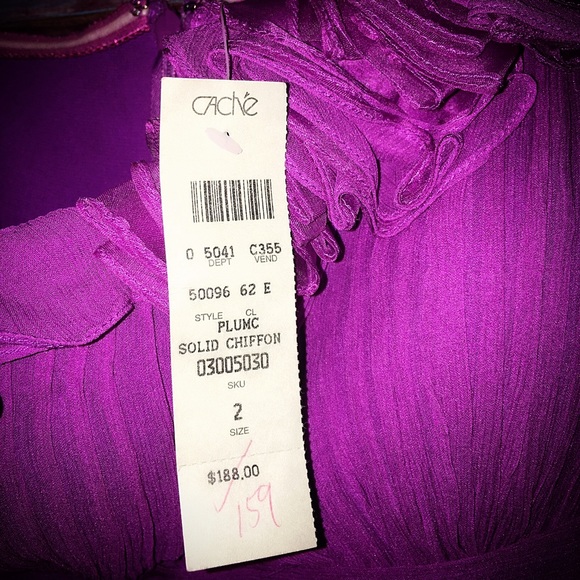 Caché
0 5041 C355
DEPT VEND
50096 62 E
STYLE CL
PLUMC
SOLID CHIFFON
03005030
SKU
2
SIZE
$188.00
159